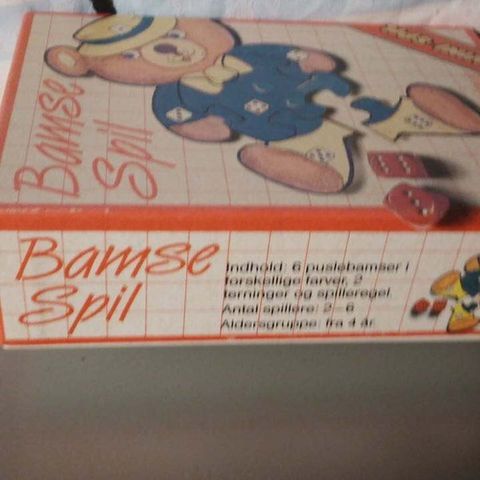 Bamse
Spil
Bamse
Spil
Indhold: 6 puslebamser i
forskellige farver, 2
terninger og spilleregel.
Antal spillere: 2 - 6
Aldersgruppe: fra 4 år.